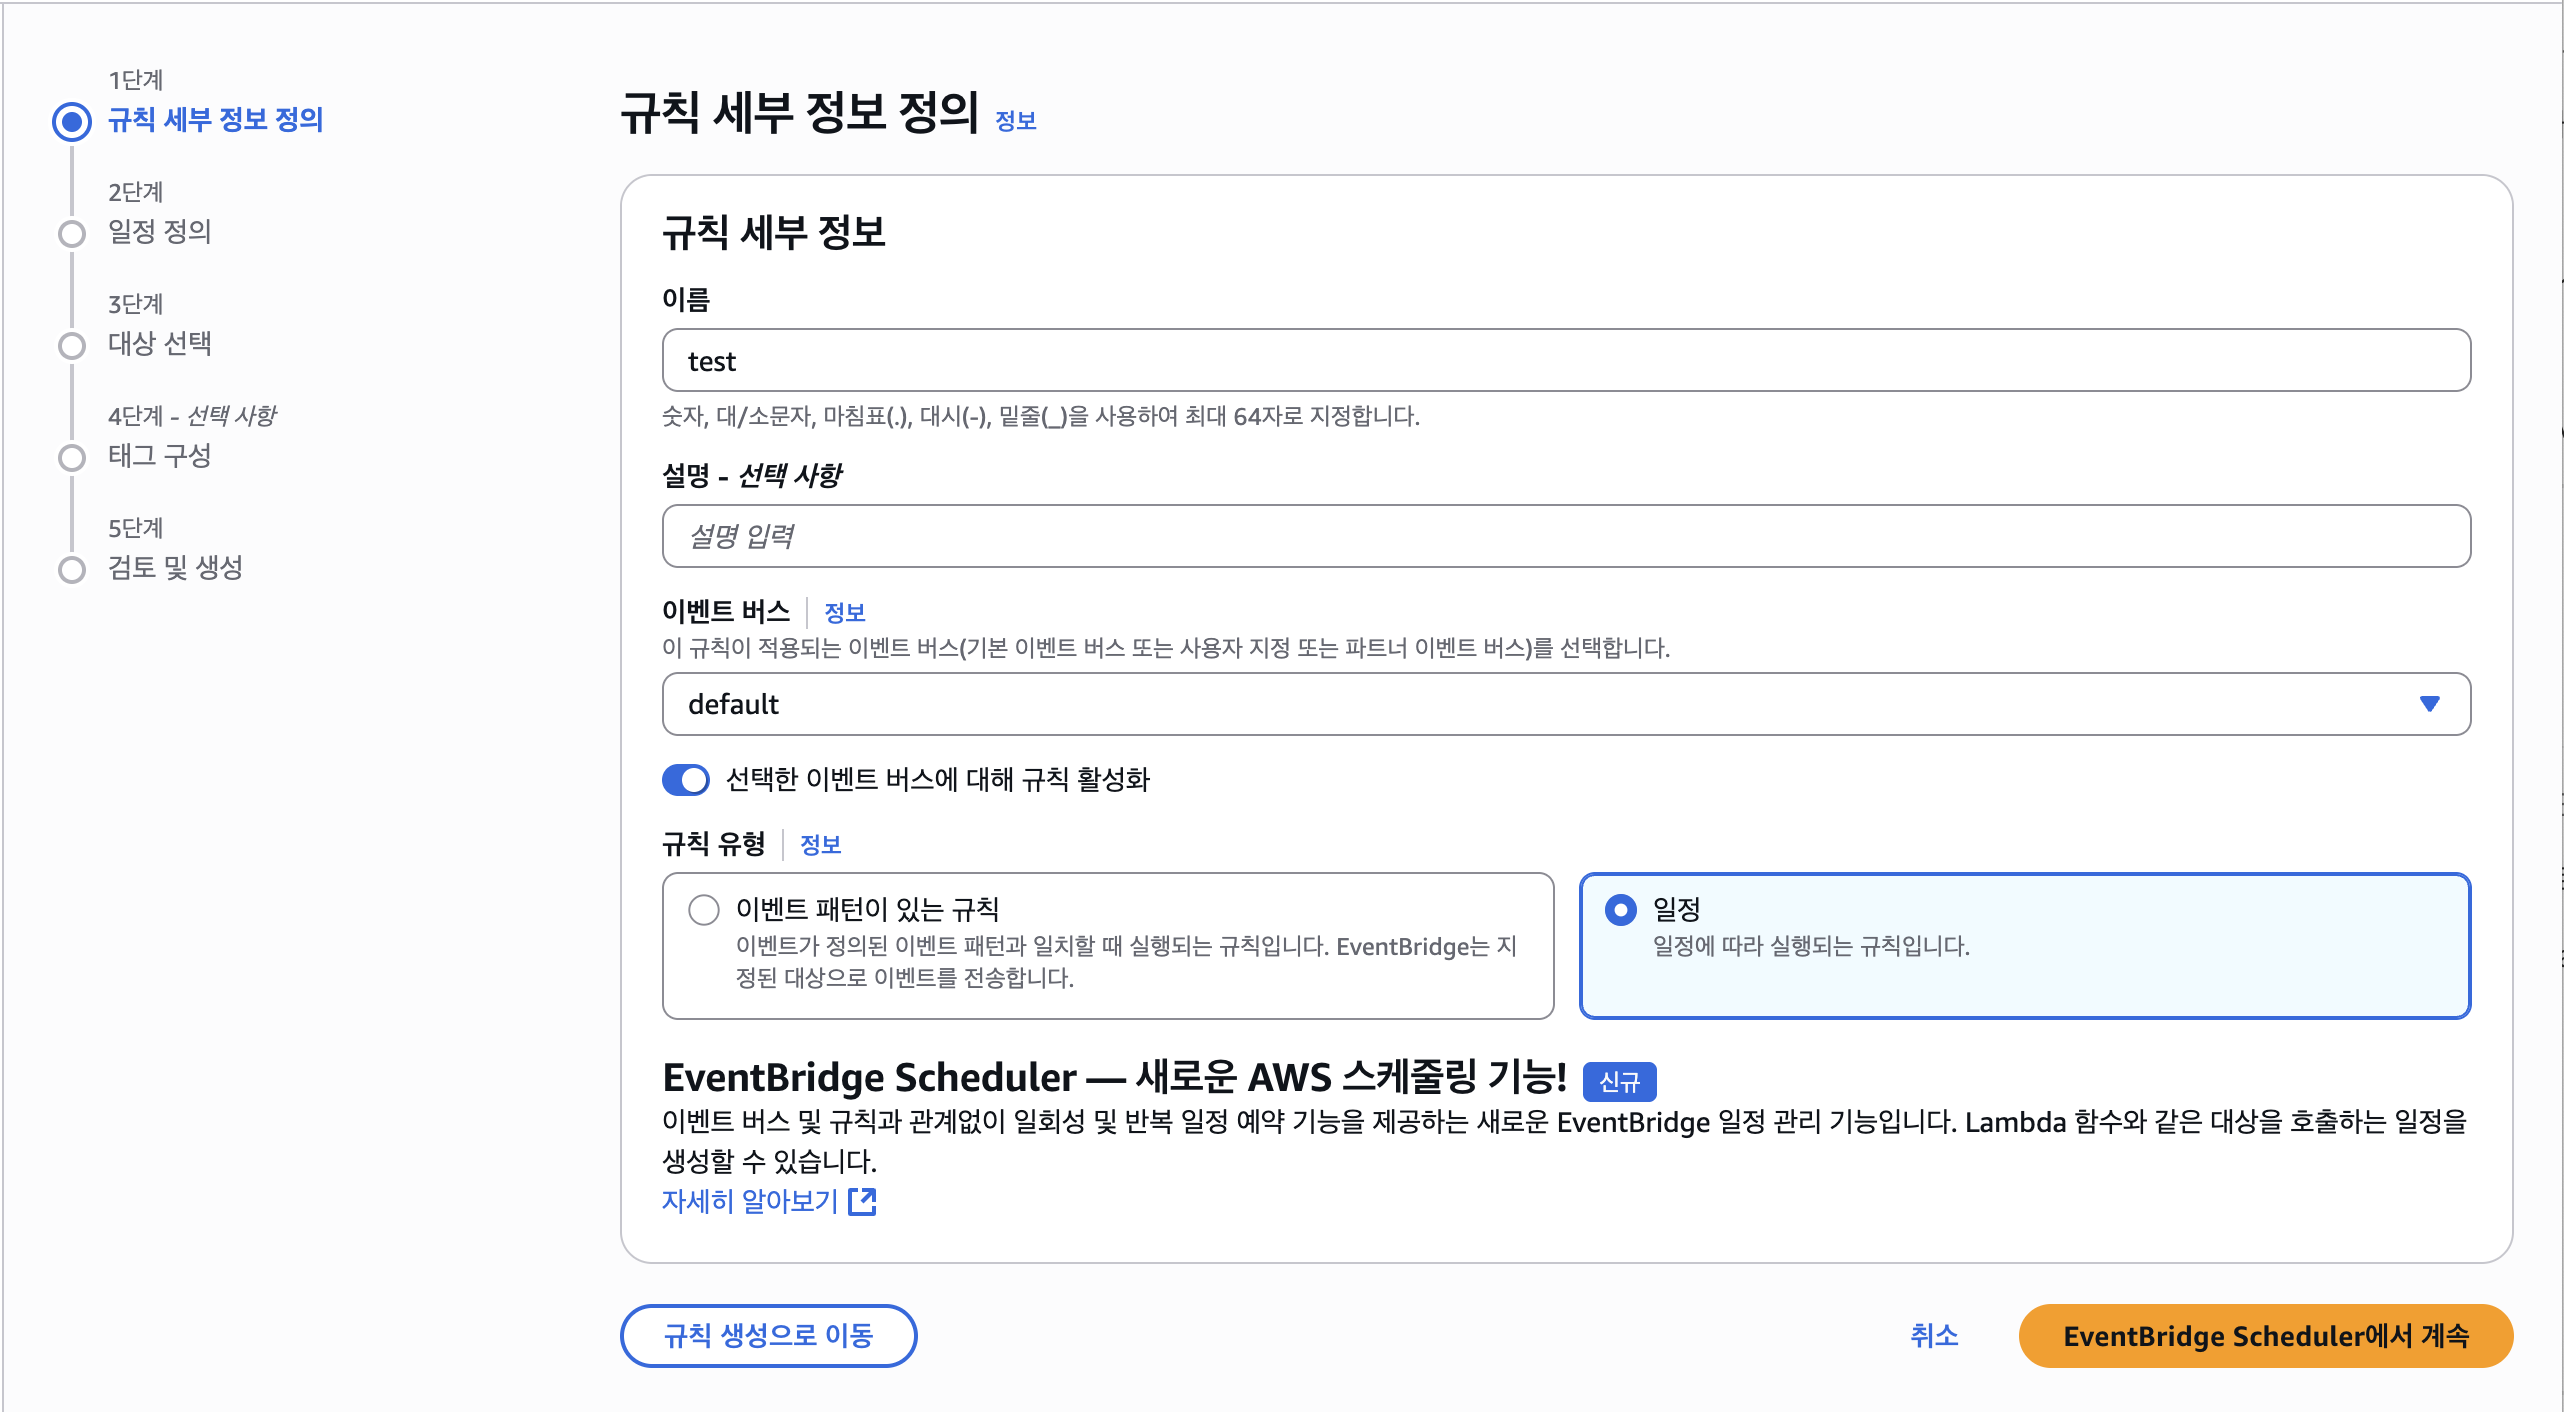 1단계
규칙 세부 정보 정의
2단계
일정 정의
3단계
대상 선택
4단계 - 선택 사항
태그 구성
5단계
검토 및 생성
규칙 세부 정보 정의 정보
규칙 세부 정보
이름
test
숫자, 대/소문자, 마침표(.), 대시(-), 밑줄(_)을 사용하여 최대 64자로 지정합니다.
설명 - 선택 사항
설명 입력
이벤트 버스 정보
이 규칙이 적용되는 이벤트 버스(기본 이벤트 버스 또는 사용자 지정 또는 파트너 이벤트 버스)를 선택합니다.
default
선택한 이벤트 버스에 대해 규칙 활성화
규칙 유형 정보
이벤트 패턴이 있는 규칙
이벤트가 정의된 이벤트 패턴과 일치할 때 실행되는 규칙입니다. EventBridge는 지
정된 대상으로 이벤트를 전송합니다.
일정
일정에 따라 실행되는 규칙입니다.
EventBridge Scheduler — 새로운 AWS 스케줄링 기능! 신규
이벤트 버스 및 규칙과 관계없이 일회성 및 반복 일정 예약 기능을 제공하는 새로운 EventBridge 일정 관리 기능입니다. Lambda 함수와 같은 대상을 호출하는 일정을
생성할 수 있습니다.
자세히 알아보기
규칙 생성으로 이동
취소
EventBridge Scheduler에서 계속